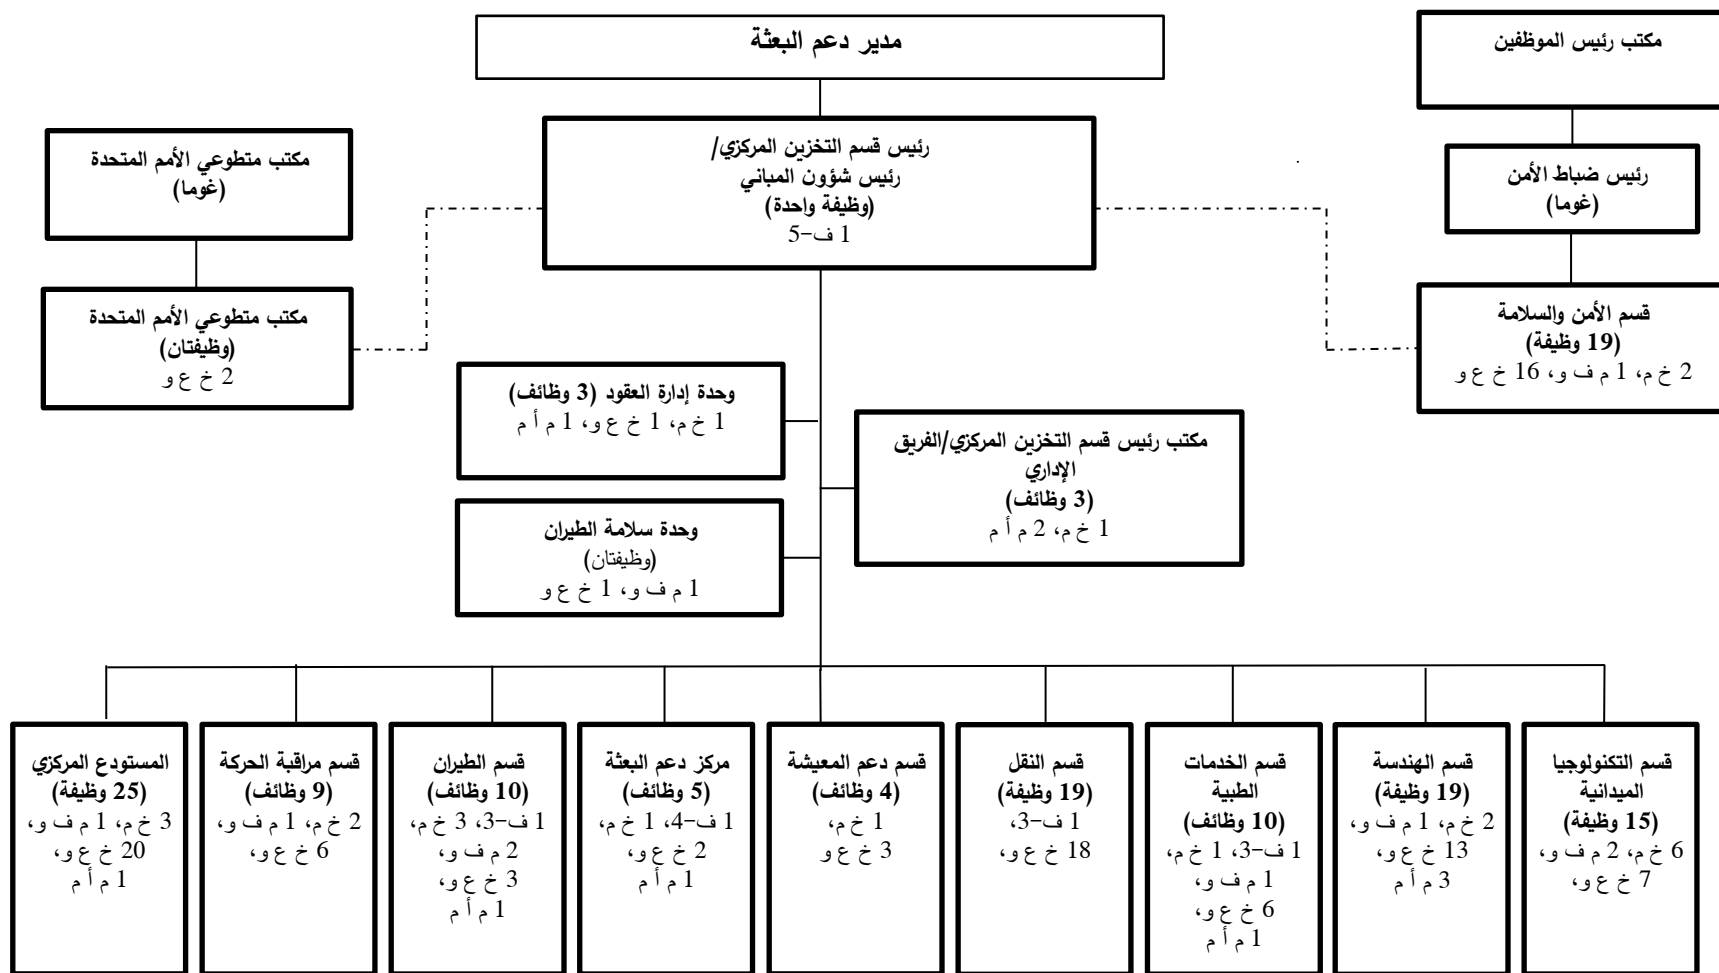 مدير دعم البعثة
مكتب رئيس الموظفين
رئيس قسم التخزين المركزي/
رئيس شؤون المباني
(وظيفة واحدة)
1 ف-5
رئيس ضباط الأمن
(غوما)
مكتب متطوعي الأمم المتحدة
(غوما)
قسم الأمن والسلامة
(19 وظيفة)
2 خ م، 1 م ف و، 16 خ ع و
مكتب متطوعي الأمم المتحدة
(وظيفتان)
2 خ ع و
وحدة إدارة العقود (3 وظائف)
1 خ م، 1 خ ع و، 1 م أ م
مكتب رئيس قسم التخزين المركزي/الفريق
الإداري
(3 وظائف)
1 خ م، 2 م أ م
وحدة سلامة الطيران
(وظيفتان)
1 م ف و، 1 خ ع و
قسم التكنولوجيا
الميدانية
(15 وظيفة)
6 خ م، 2 م ف و،
7 خ ع و،
قسم الهندسة
(19 وظيفة)
2 خ م، 1 م ف و،
13 خ ع و،
3 م أ م
قسم الخدمات
الطبية
(10 وظائف)
1 ف-3، 1 خ م،
1 م ف و،
6 خ ع و،
1 م أ م
قسم النقل
(19 وظيفة)
1 ف-3،
18 خ ع و،
قسم دعم المعيشة
(4 وظائف)
1 خ م،
3 خ ع و
مركز دعم البعثة
(5 وظائف)
1 ف-4، 1 خ م،
2 خ ع و،
1 م أ م
قسم الطيران
(10 وظائف)
1 ف-3، 3 خ م،
2 م ف و،
3 خ ع و،
1 م أ م
قسم مراقبة الحركة
(9 وظائف)
2 خ م، 1 م ف و،
6 خ ع و،
المستودع المركزي
(25 وظيفة)
3 خ م، 1 م ف و،
20 خ ع و،
1 م أ م